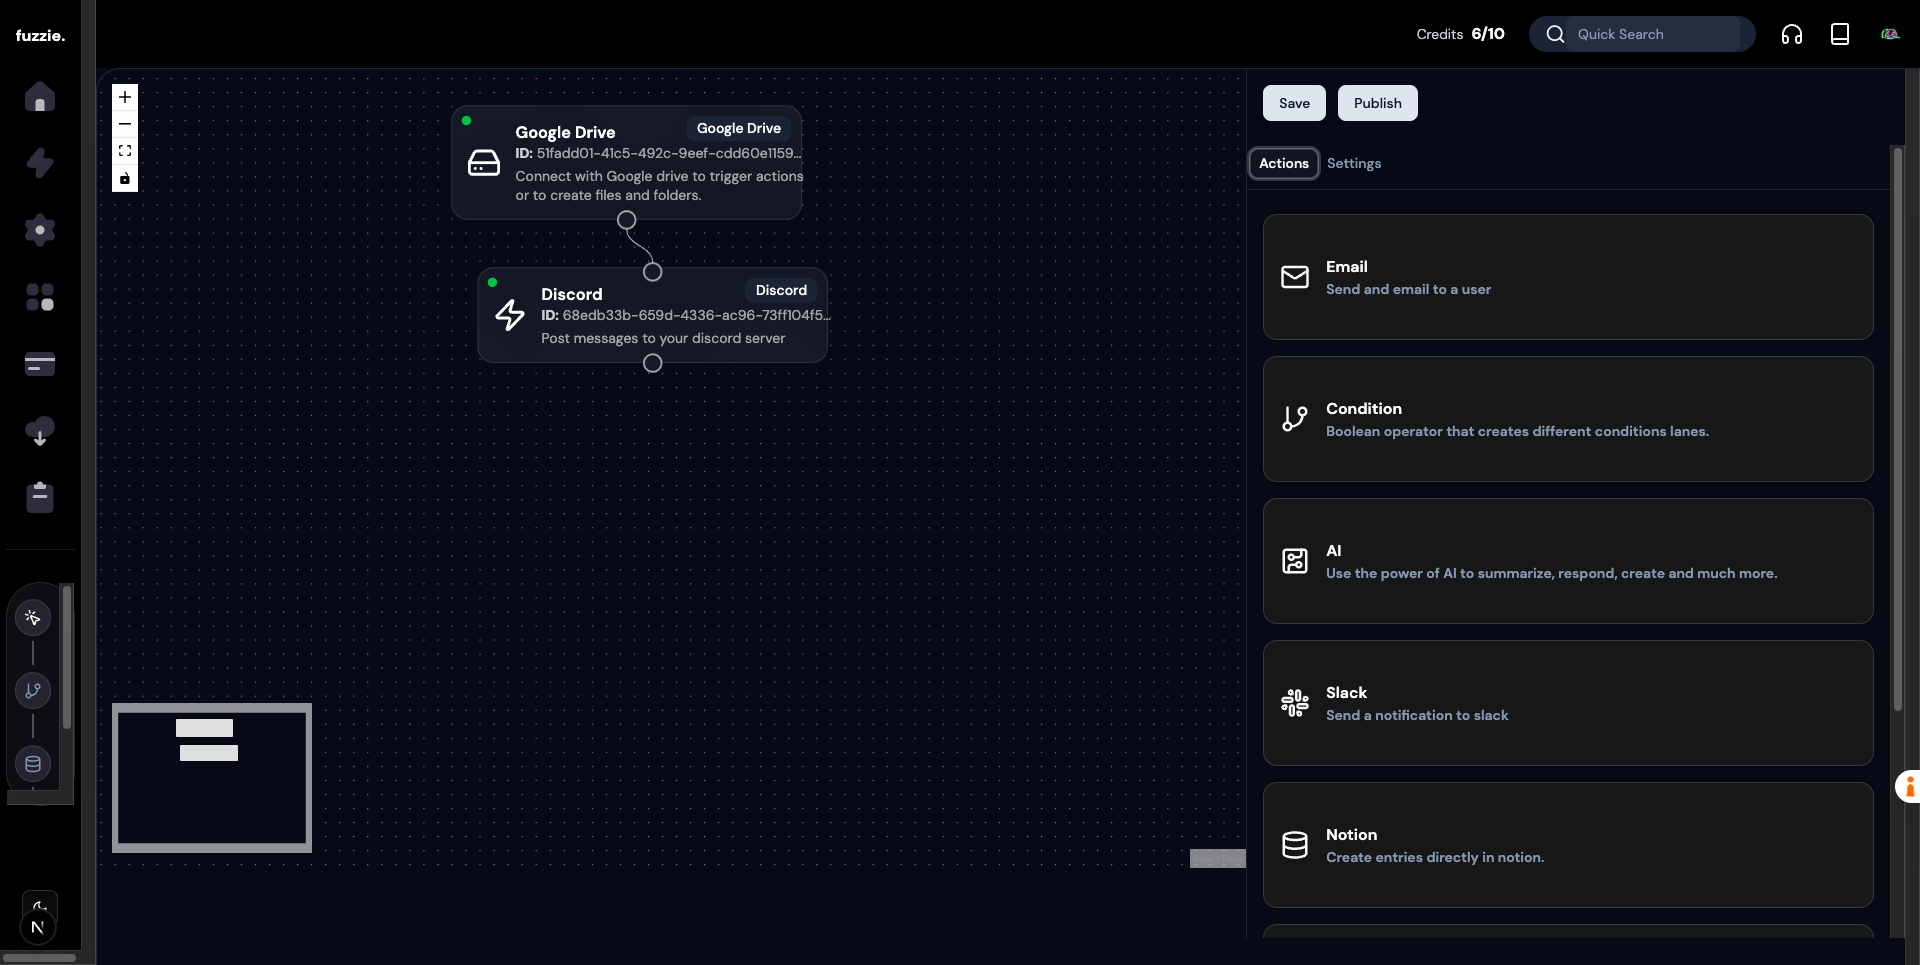 fuzzie.
Credits 6/10
Quick Search
Save
Publish
Actions
Settings
Google Drive
Google Drive
ID: 51fadd01-41c5-492c-9eef-cdd60e1159...
Connect with Google drive to trigger actions
or to create files and folders.
Discord
Discord
ID: 68edb33b-659d-4336-ac96-73ff104f5...
Post messages to your discord server
Email
Send and email to a user
Condition
Boolean operator that creates different conditions lanes.
AI
Use the power of AI to summarize, respond, create and much more.
Slack
Send a notification to slack
Notion
Create entries directly in notion.
N